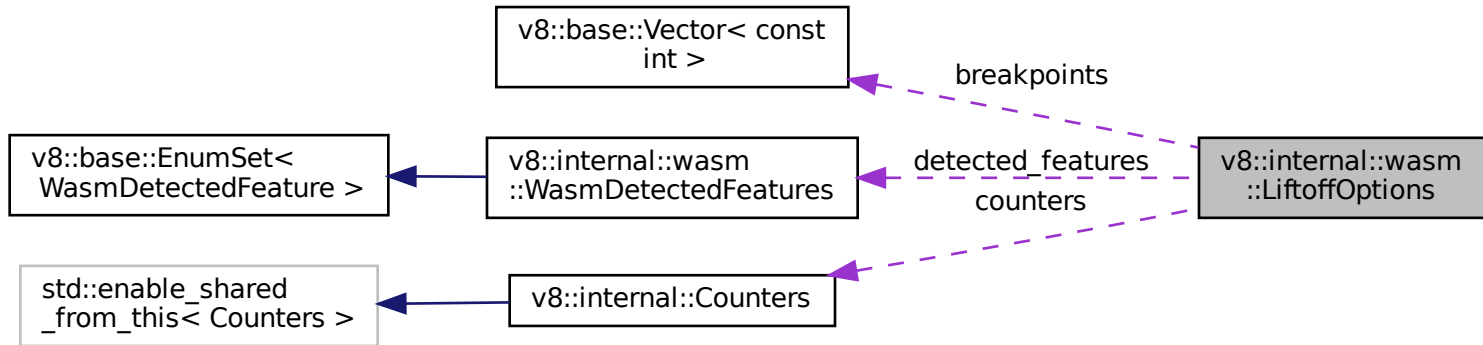 v8::base::Vector< const
int >
breakpoints
v8::base::EnumSet<
WasmDetectedFeature >
v8::internal::wasm
::WasmDetectedFeatures
detected_features
counters
v8::internal::wasm
::LiftoffOptions
std::enable_shared
_from_this< Counters >
v8::internal::Counters